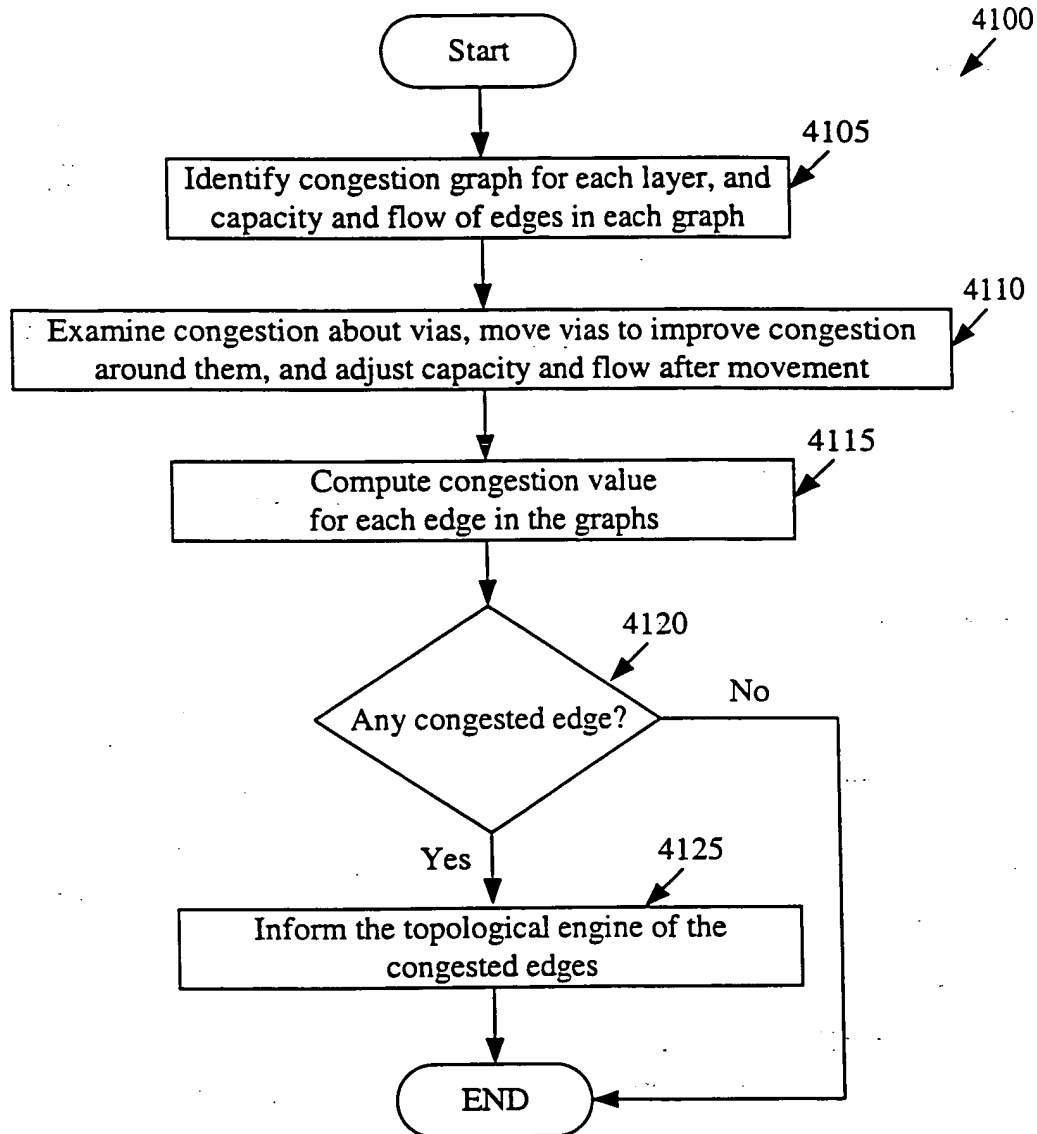 4100
Start
4105
Identify congestion graph for each layer, and
capacity and flow of edges in each graph
4110
Examine congestion about vias, move vias to improve congestion
around them, and adjust capacity and flow after movement
4115
Compute congestion value
for each edge in the graphs
4120
Any congested edge?
No
Yes
4125
Inform the topological engine of the
congested edges
END